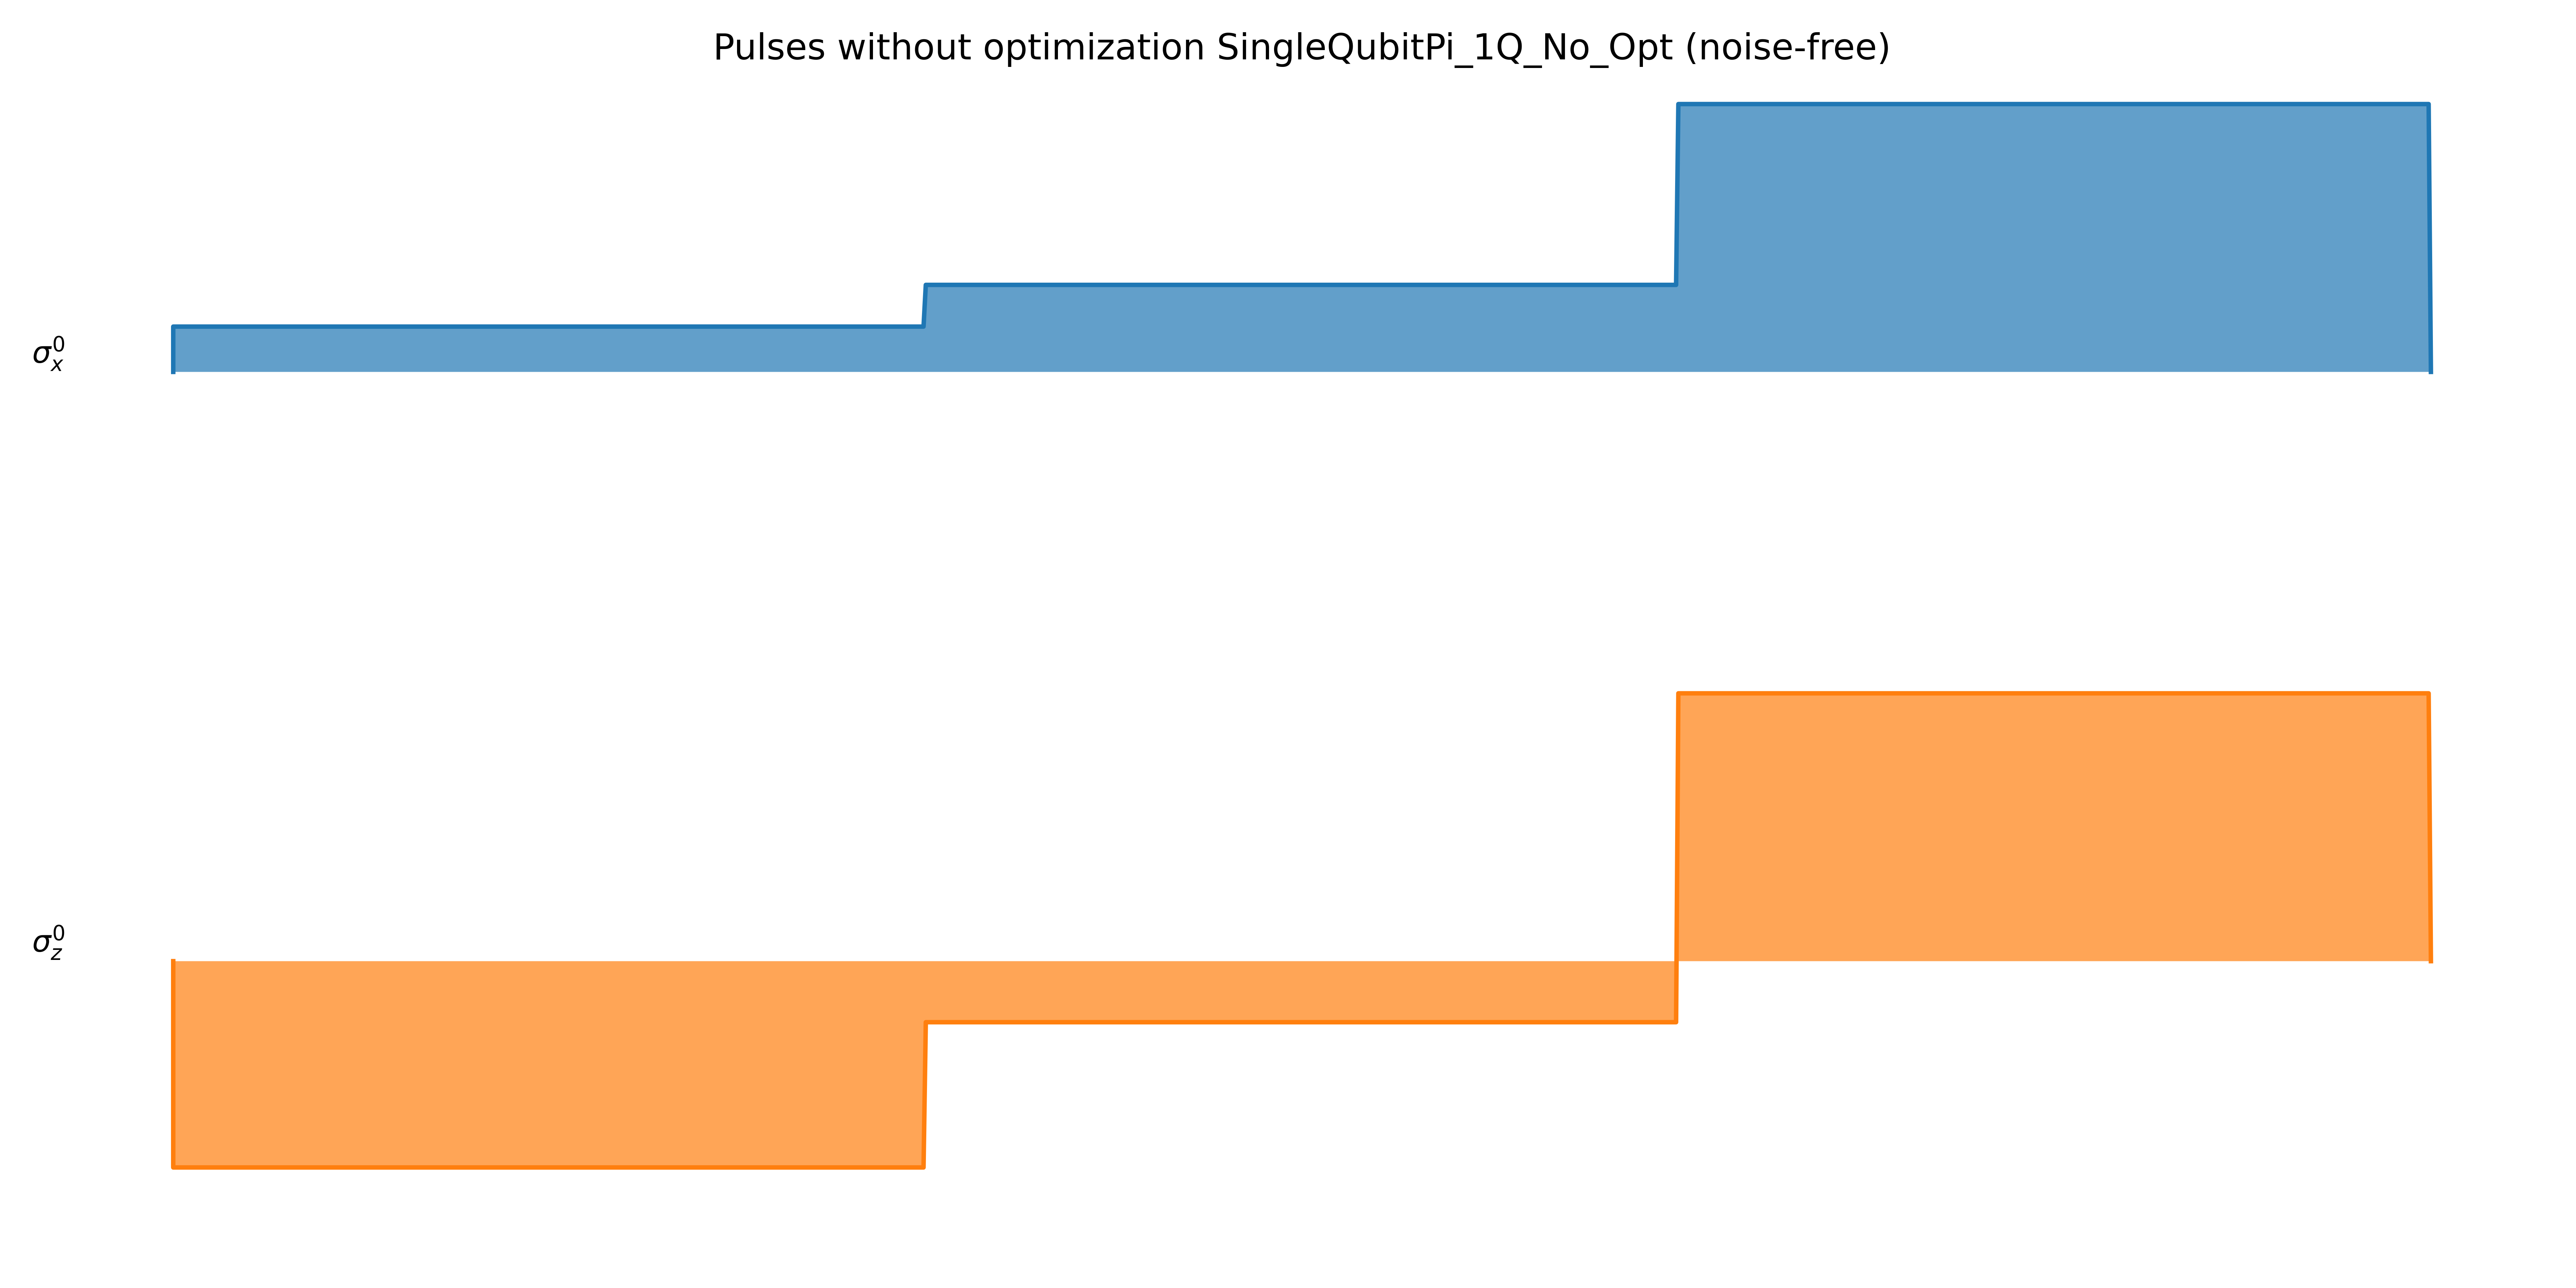 Pulses without optimization SingleQubitPi_1Q_No_Opt (noise-free)
σ_x^0
σ_z^0